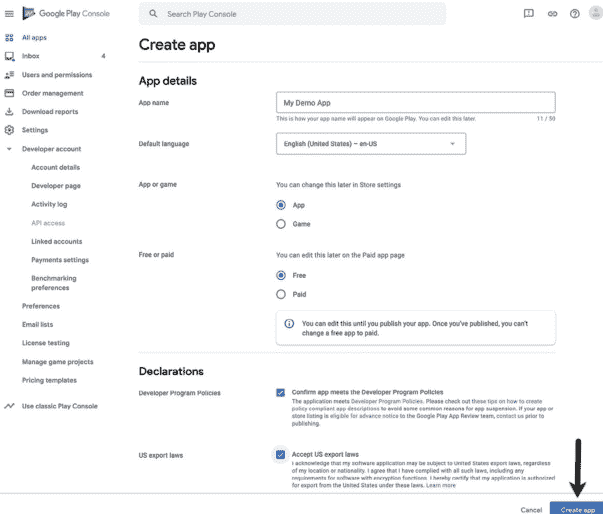 Google Play Console
Search Play Console
All apps
Inbox 4
Users and permissions
Order management
Download reports
Settings
Developer account
Account details
Developer page
Activity log
API access
Linked accounts
Payments settings
Benchmarking
preferences
Preferences
Email lists
License testing
Manage game projects
Pricing templates
Use classic Play Console
Create app
App details
App name
My Demo App
This is how your app name will appear on Google Play. You can edit this later. 11 / 50
Default language
English (United States) – en-US
App or game
You can change this later in Store settings
App
Game
Free or paid
You can edit this later on the Paid app page
Free
Paid
You can edit this until you publish your app. Once you've published, you can't
change a free app to paid.
Declarations
Developer Program Policies
Confirm app meets the Developer Program Policies
The application meets Developer Program Policies. Please check out these tips on how to create
policy compliant app descriptions to avoid some common reasons for app suspension. If your app or
store listing is eligible for advance notice to the Google Play App Review team, contact us prior to
publishing.
US export laws
Accept US export laws
I acknowledge that my software application may be subject to United States export laws, regardless
of my location or nationality. I agree that I have complied with all such laws, including any
requirements for software with encryption functions. I hereby certify that my application is authorized
for export from the United States under these laws. Learn more
Cancel
Create app